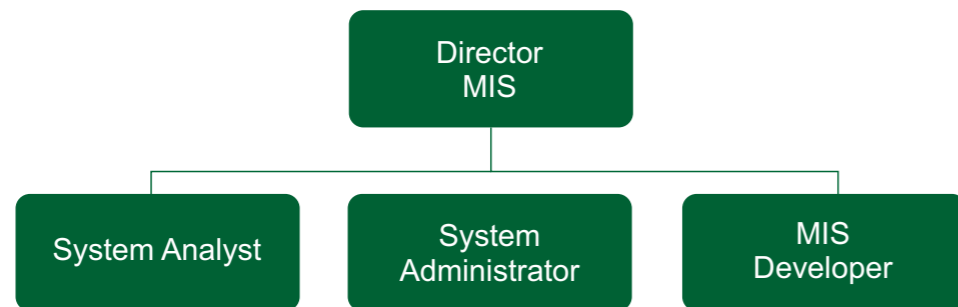 Director
MIS
System Analyst
System
Administrator
MIS
Developer